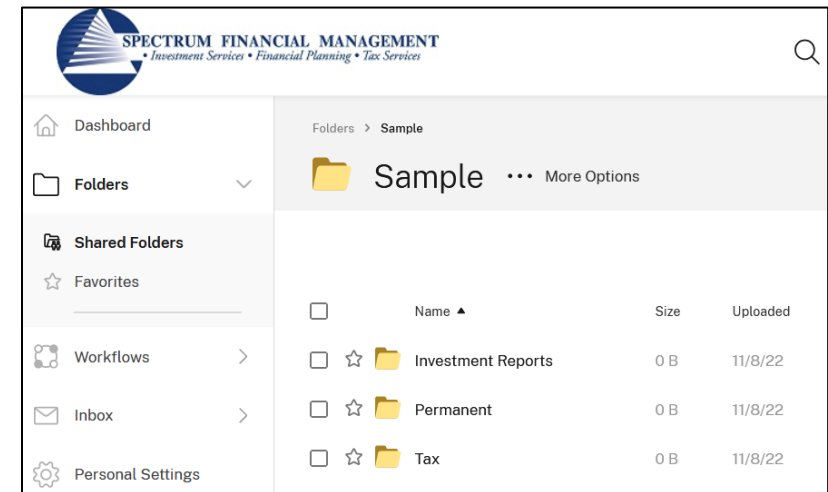 SPECTRUM FINANCIAL MANAGEMENT
• Investment Services • Financial Planning • Tax Services
Dashboard
Folders
Shared Folders
Favorites
Workflows
Inbox
Personal Settings
Folders > Sample
Sample ••• More Options
Name ▲ Size Uploaded
Investment Reports 0 B 11/8/22
Permanent 0 B 11/8/22
Tax 0 B 11/8/22